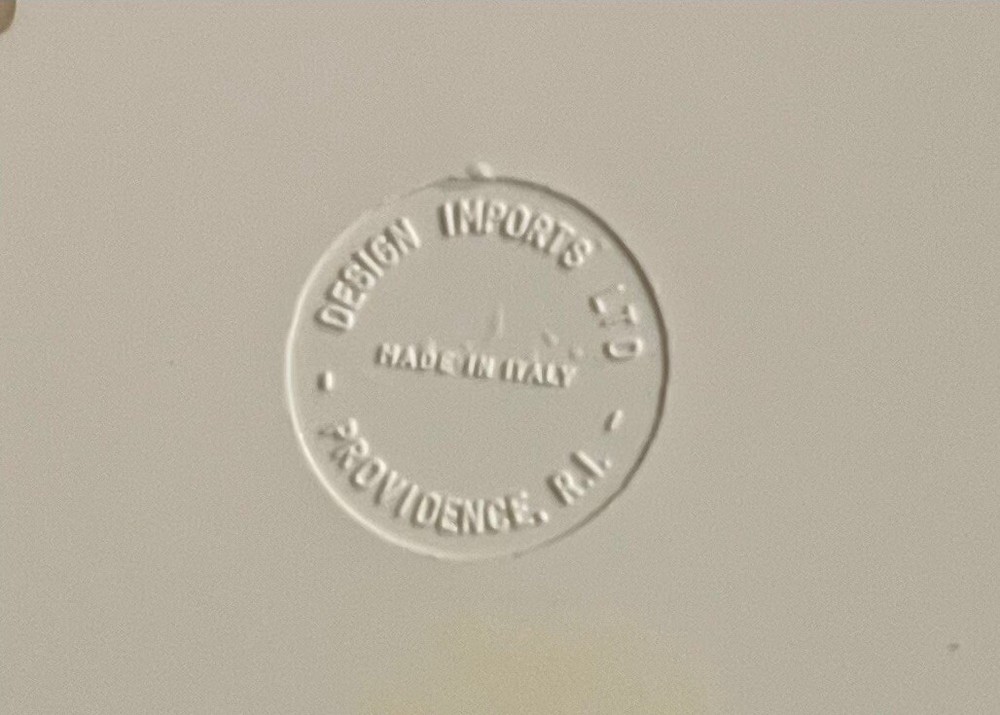 DESIGN IMPORTS LTD
MADE IN ITALY
PROVIDENCE, R.I.